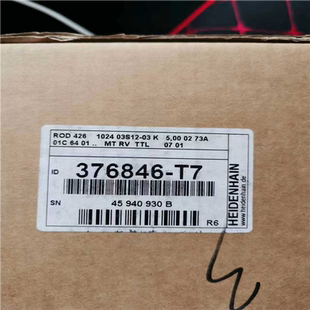 ROD 426 1024 03S12-03 K 5,00 02 73A
01C 64 01 .. MT RV TTL 07 01
ID 376846-T7
SN 45 940 930 B
R6
HEIDENHAIN
www.heidenhain.de